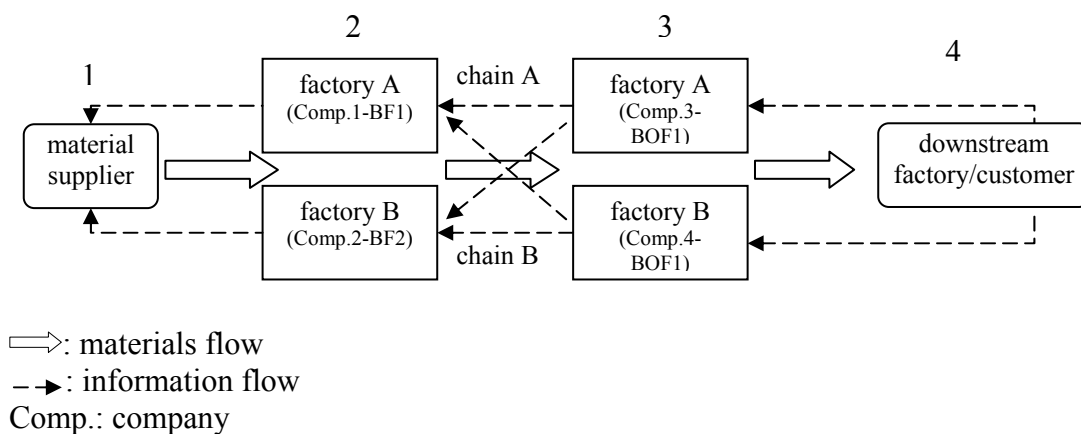 1
2
3
4
material
supplier
factory A
(Comp.1-BF1)
factory B
(Comp.2-BF2)
chain A
chain B
factory A
(Comp.3-
BOF1)
factory B
(Comp.4-
BOF1)
downstream
factory/customer
: materials flow
: information flow
Comp.: company